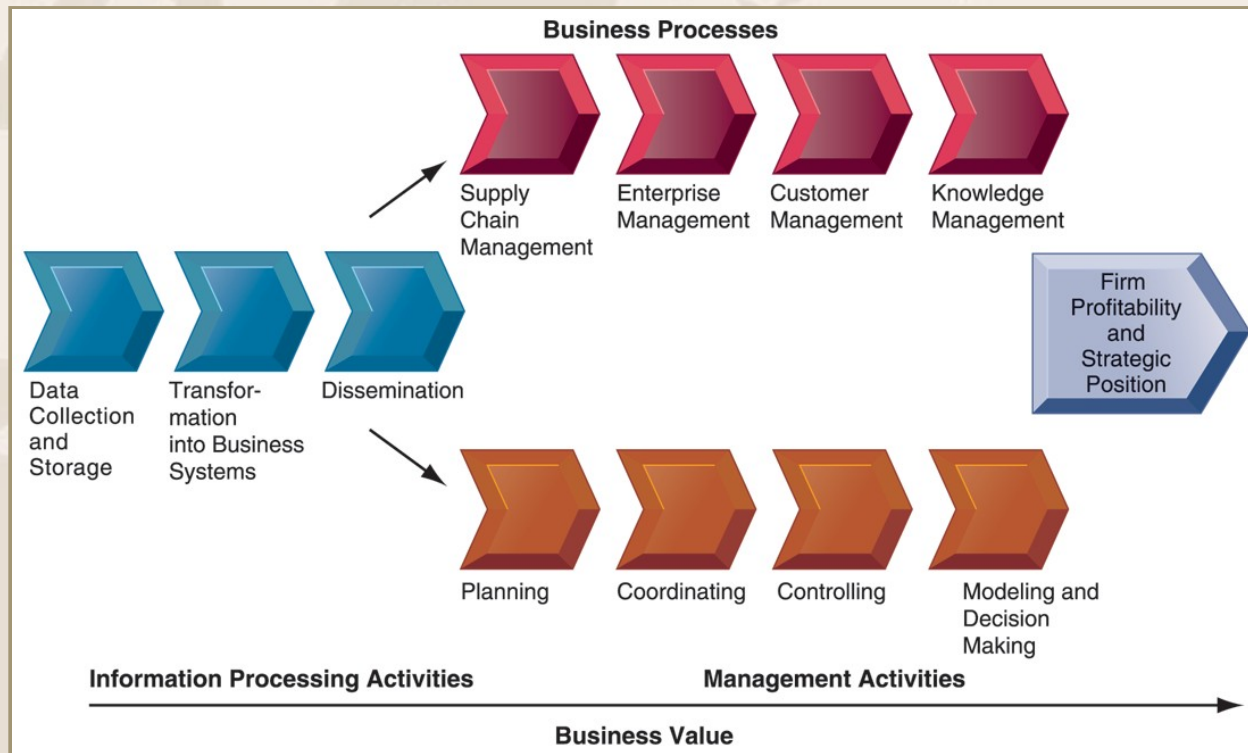 Business Processes
Supply
Chain
Management
Enterprise
Management
Customer
Management
Knowledge
Management
Data
Collection
and
Storage
Transfor-
mation
into Business
Systems
Dissemination
Firm
Profitability
and
Strategic
Position
Planning
Coordinating
Controlling
Modeling and
Decision
Making
Information Processing Activities
Management Activities
Business Value